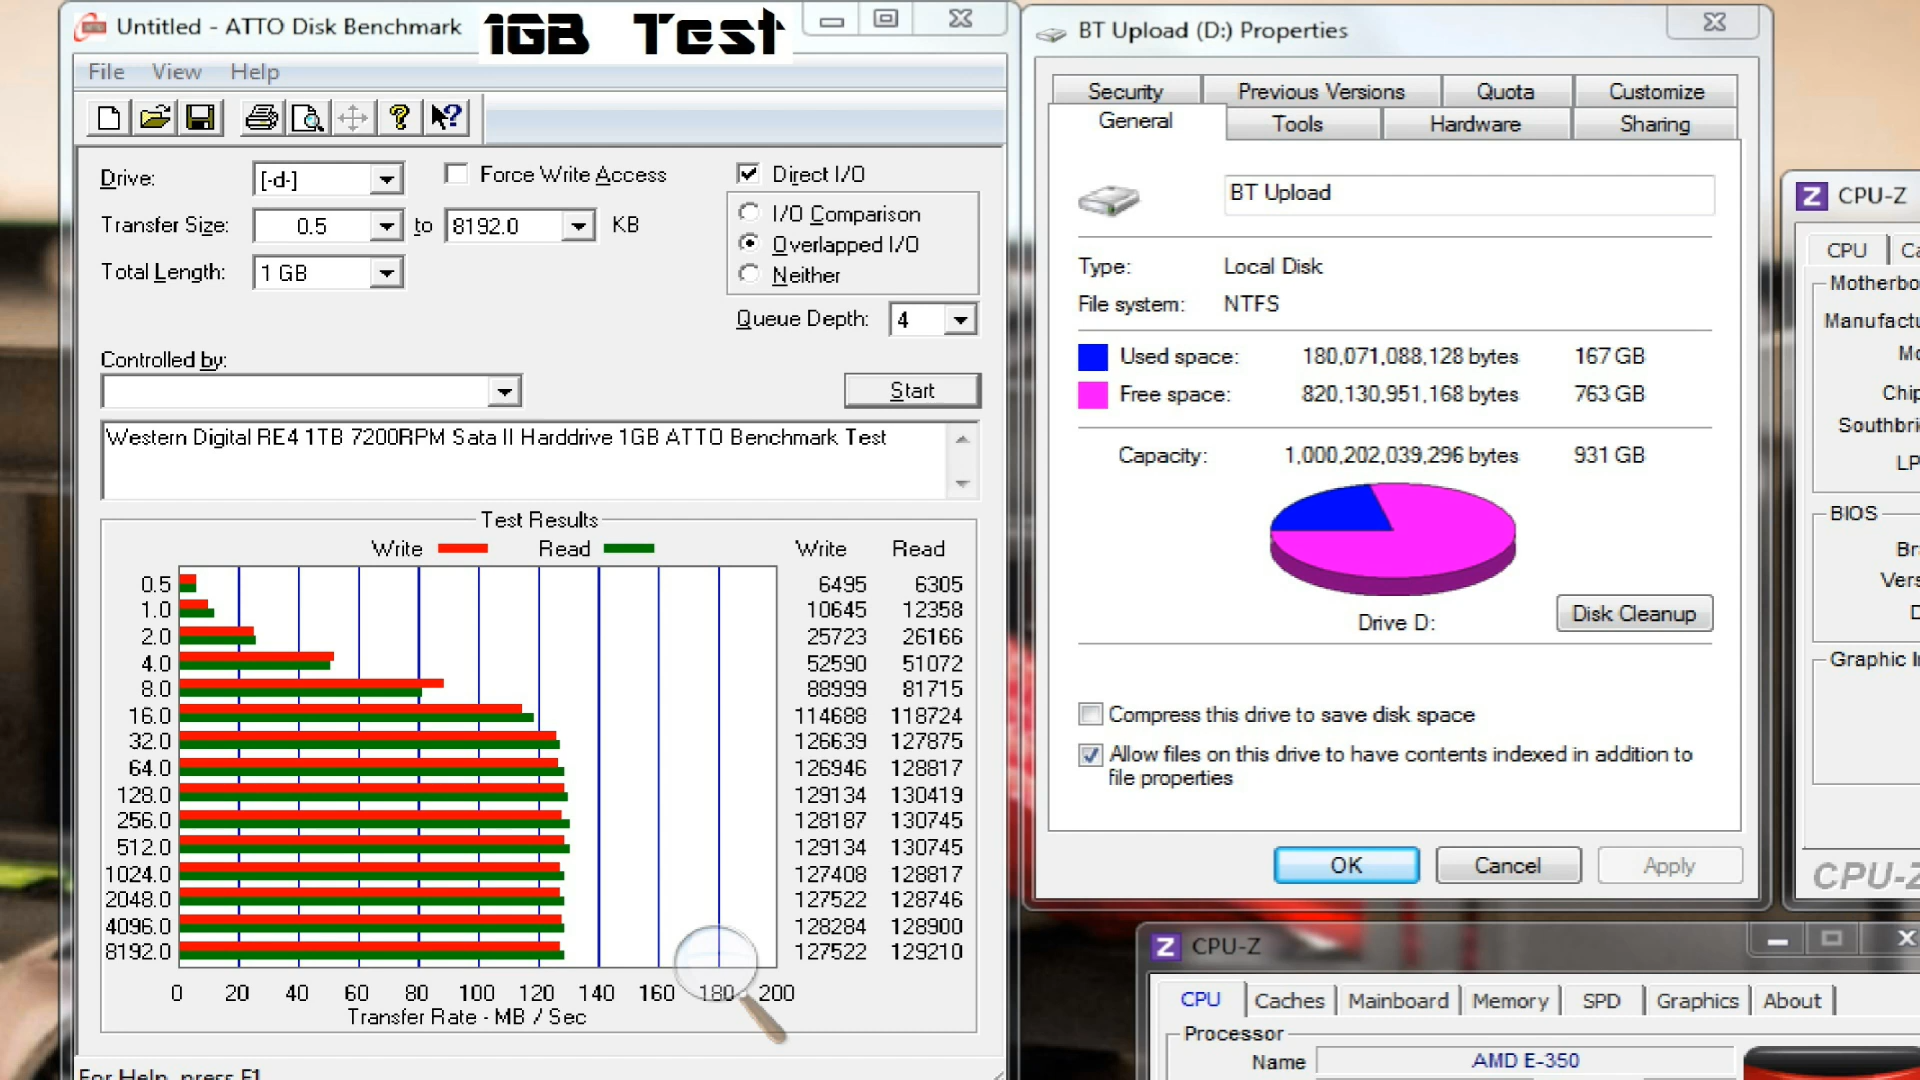 Untitled - ATTO Disk Benchmark
1GB Test
File View Help
Drive: [-d-]
Force Write Access
Direct I/O
Transfer Size: 0.5 to 8192.0 KB
I/O Comparison
Overlapped I/O
Total Length: 1 GB
Neither
Queue Depth: 4
Controlled by:
Start
Western Digital RE4 1TB 7200RPM Sata II Harddrive 1GB ATTO Benchmark Test
Test Results
Write Read Write Read
0.5 6495 6305
1.0 10645 12358
2.0 25723 26166
4.0 52590 51072
8.0 88999 81715
16.0 114688 118724
32.0 126639 127875
64.0 126946 128817
128.0 129134 130419
256.0 128187 130745
512.0 129134 130745
1024.0 127408 128817
2048.0 127522 128746
4096.0 128284 128900
8192.0 127522 129210
0 20 40 60 80 100 120 140 160 180 200
Transfer Rate - MB / Sec
For Help, press F1
BT Upload (D:) Properties
Security Previous Versions Quota Customize
General Tools Hardware Sharing
BT Upload
Type: Local Disk
File system: NTFS
Used space: 180,071,088,128 bytes 167 GB
Free space: 820,130,951,168 bytes 763 GB
Capacity: 1,000,202,039,296 bytes 931 GB
Drive D:
Disk Cleanup
Compress this drive to save disk space
Allow files on this drive to have contents indexed in addition to
file properties
OK Cancel Apply
CPU-Z
CPU Ca
Motherbo
Manufactu
Mo
Chip
Southbri
LP
BIOS
Bra
Vers
D
Graphic I
CPU-Z
CPU-Z
CPU Caches Mainboard Memory SPD Graphics About
Processor
Name AMD E-350